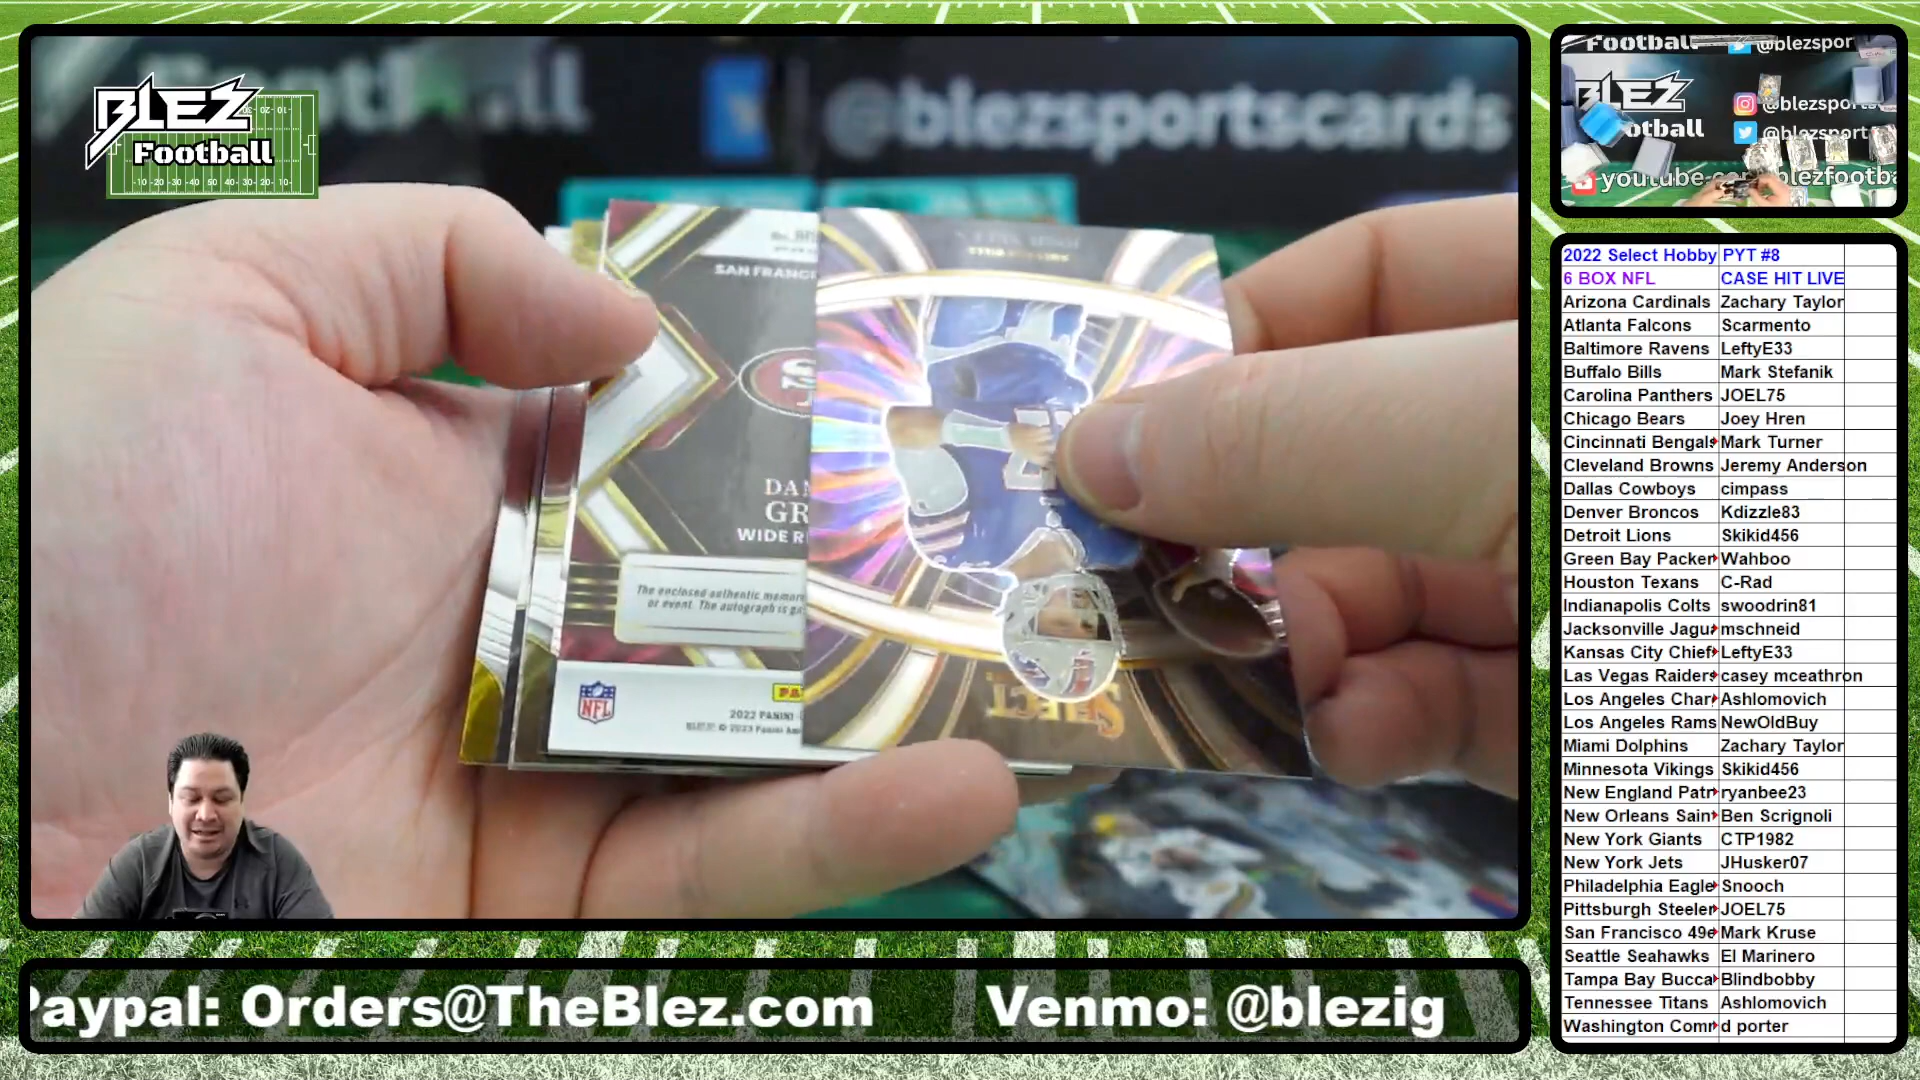 BLEZ
Football
@blezsportscards
SAN FRANC
WIDE R
The enclosed authentic memor
or event. The autograph is g
NFL
2022 PANINI
SELECT
Football
@blezspor
BLEZ
@blezsports
otball
@blezsport
youtube.co
blezfootba
2022 Select Hobby PYT #8
6 BOX NFL CASE HIT LIVE
Arizona Cardinals Zachary Taylor
Atlanta Falcons Scarmento
Baltimore Ravens LeftyE33
Buffalo Bills Mark Stefanik
Carolina Panthers JOEL75
Chicago Bears Joey Hren
Cincinnati Bengals Mark Turner
Cleveland Browns Jeremy Anderson
Dallas Cowboys cimpass
Denver Broncos Kdizzle83
Detroit Lions Skikid456
Green Bay Packer Wahboo
Houston Texans C-Rad
Indianapolis Colts swoodrin81
Jacksonville Jagua mschneid
Kansas City Chief LeftyE33
Las Vegas Raiders casey mceathron
Los Angeles Char Ashlomovich
Los Angeles Rams NewOldBuy
Miami Dolphins Zachary Taylor
Minnesota Vikings Skikid456
New England Patr ryanbee23
New Orleans Sain Ben Scrignoli
New York Giants CTP1982
New York Jets JHusker07
Philadelphia Eagle Snooch
Pittsburgh Steeler JOEL75
San Francisco 49e Mark Kruse
Seattle Seahawks El Marinero
Tampa Bay Bucca Blindbobby
Tennessee Titans Ashlomovich
Washington Comm d porter
Paypal: Orders@TheBlez.com Venmo: @blezig